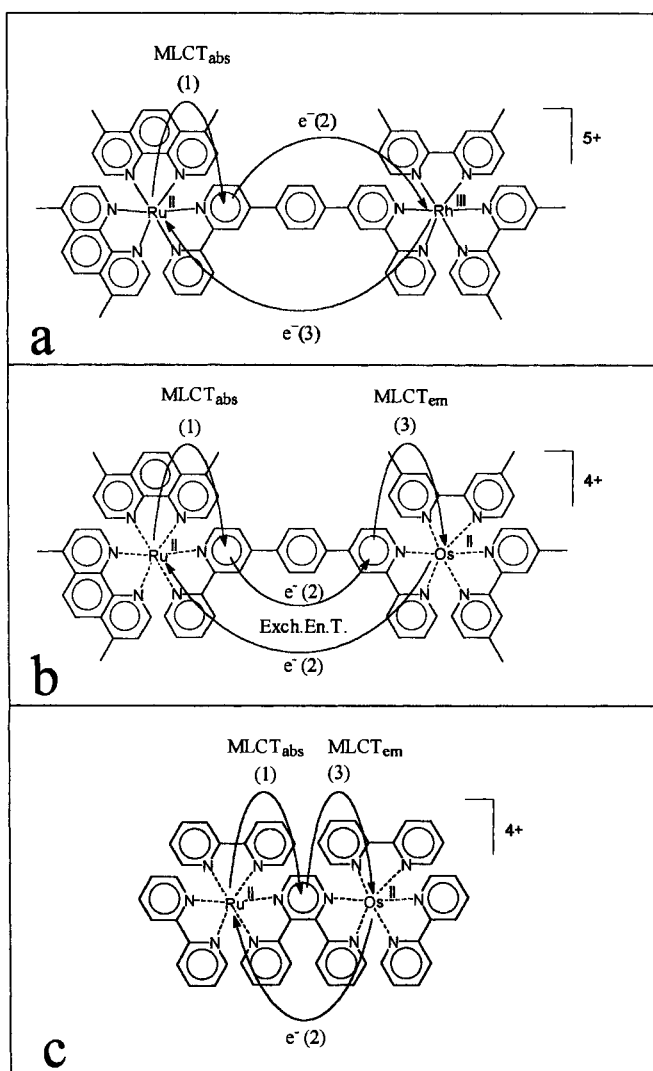 MLCTabs
(1)
e⁻(2)
5+
N N N N
N Ru II N N Rh III N
N N N N
e⁻(3)
a
MLCTabs MLCTem
(1) (3)
4+
N N N N
N Ru II N N Os II N
N N N N
e⁻(2)
Exch.En.T.
e⁻(2)
b
MLCTabs MLCTem
(1) (3)
4+
N N N N
N Ru II N N Os II N
N N N N
e⁻(2)
c